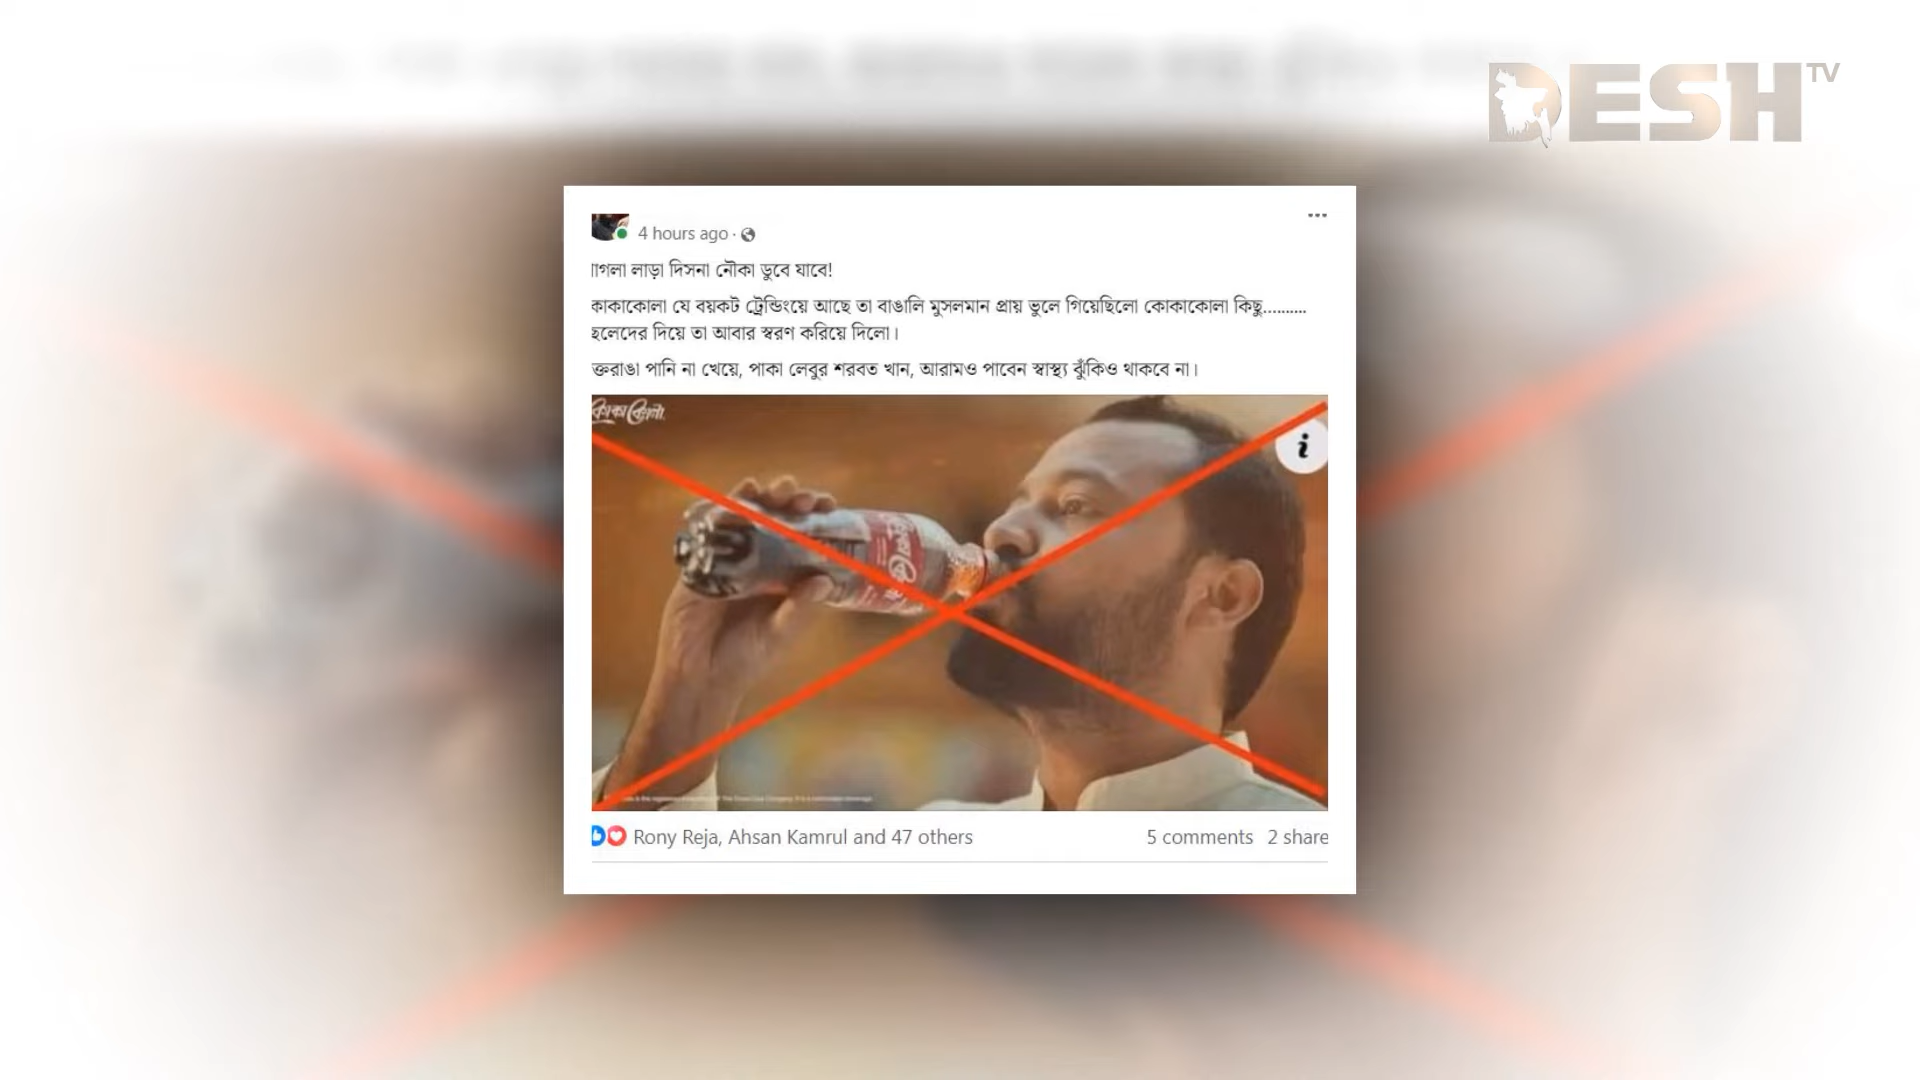 DESH TV
4 hours ago ·
াগলা লাড়া দিসনা নৌকা ডুবে যাবে!
কাকাকোলা যে বয়কট ট্রেন্ডিংয়ে আছে তা বাঙালি মুসলমান প্রায় ভুলে গিয়েছিলো কোকাকোলা কিছু..........
ছেলেদের দিয়ে তা আবার স্বরণ করিয়ে দিলো।
ক্তরাঙা পানি না খেয়ে, পাকা লেবুর শরবত খান, আরামও পাবেন স্বাস্থ্য ঝুঁকিও থাকবে না।
কোকা-কোলা
i
Rony Reja, Ahsan Kamrul and 47 others
5 comments 2 share